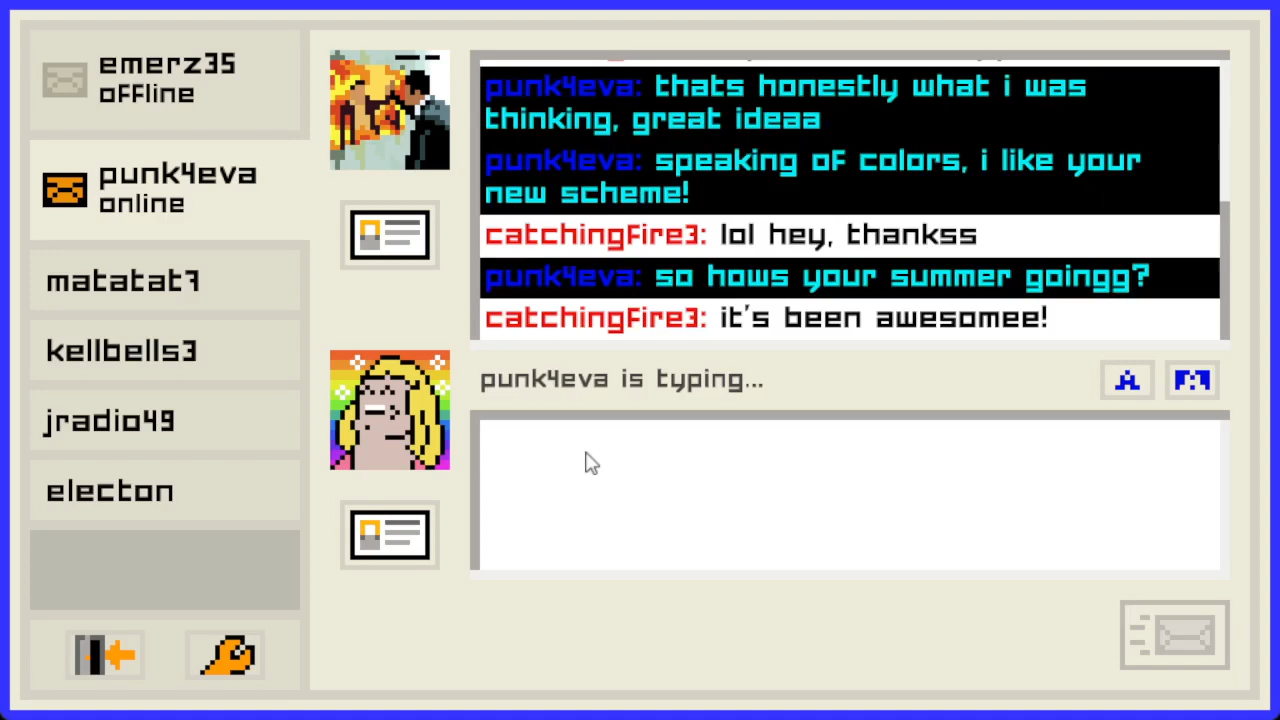 emerz35
offline
punk4eva
online
matatat7
kellbells3
jradio49
electon
punk4eva: thats honestly what i was
thinking, great ideaa
punk4eva: speaking of colors, i like your
new scheme!
catchingfire3: lol hey, thankss
punk4eva: so hows your summer goingg?
catchingfire3: it's been awesomee!
punk4eva is typing...
A